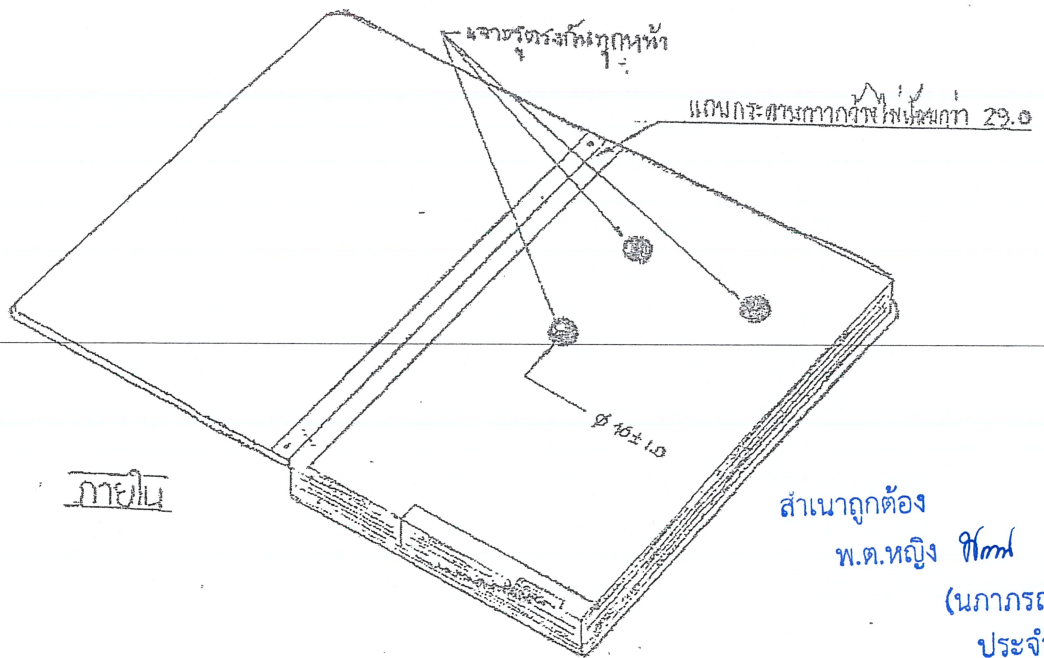 เจาะรูตรงกันทุกหน้า
แถบกระดาษกาวกว้างไม่น้อยกว่า 29.0
Ø 16±1.0
ภายใน
สำเนาถูกต้อง
พ.ต.หญิง
(นภาภรณ
ประจำ